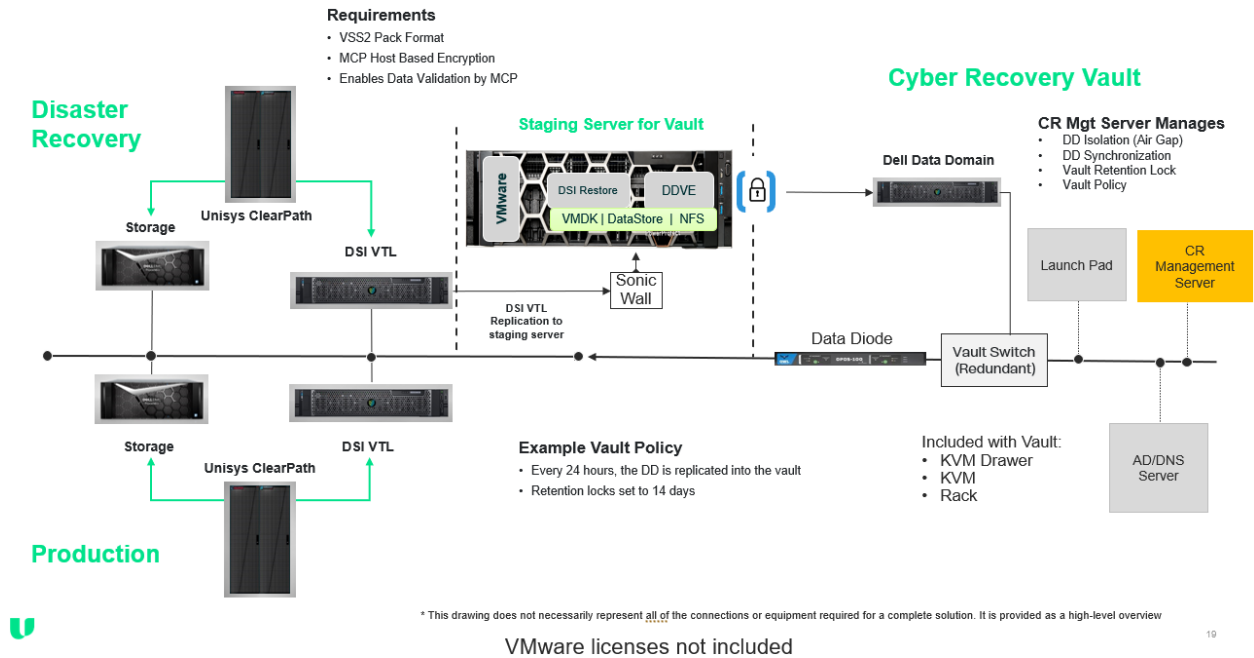 Requirements
• VSS2 Pack Format
• MCP Host Based Encryption
• Enables Data Validation by MCP
Disaster
Recovery
Unisys ClearPath
Storage
DSI VTL
Staging Server for Vault
VMware
DSI Restore
DDVE
VMDK | DataStore | NFS
Sonic
Wall
DSI VTL
Replication to
staging server
Cyber Recovery Vault
CR Mgt Server Manages
• DD Isolation (Air Gap)
• DD Synchronization
• Vault Retention Lock
• Vault Policy
Dell Data Domain
Launch Pad
CR
Management
Server
Data Diode
Vault Switch
(Redundant)
AD/DNS
Server
Included with Vault:
• KVM Drawer
• KVM
• Rack
Storage
DSI VTL
Unisys ClearPath
Production
Example Vault Policy
• Every 24 hours, the DD is replicated into the vault
• Retention locks set to 14 days
* This drawing does not necessarily represent all of the connections or equipment required for a complete solution. It is provided as a high-level overview
VMware licenses not included
19